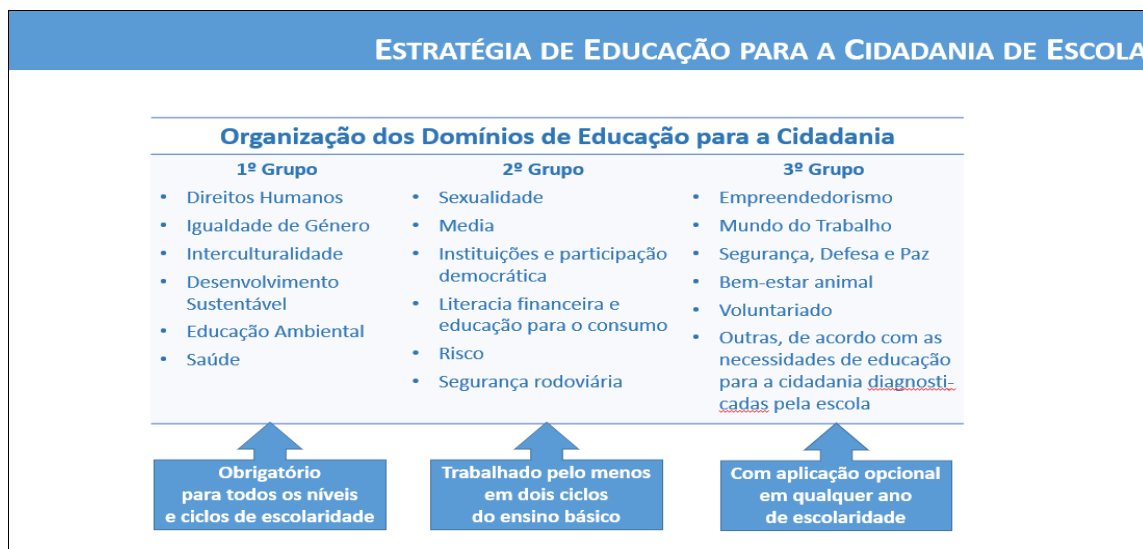 ESTRATÉGIA DE EDUCAÇÃO PARA A CIDADANIA DE ESCOLA
Organização dos Domínios de Educação para a Cidadania
1º Grupo
• Direitos Humanos
• Igualdade de Género
• Interculturalidade
• Desenvolvimento
Sustentável
• Educação Ambiental
• Saúde
2º Grupo
• Sexualidade
• Media
• Instituições e participação
democrática
• Literacia financeira e
educação para o consumo
• Risco
• Segurança rodoviária
3º Grupo
• Empreendedorismo
• Mundo do Trabalho
• Segurança, Defesa e Paz
• Bem-estar animal
• Voluntariado
• Outras, de acordo com as
necessidades de educação
para a cidadania diagnosti-
cadas pela escola
Obrigatório
para todos os níveis
e ciclos de escolaridade
Trabalhado pelo menos
em dois ciclos
do ensino básico
Com aplicação opcional
em qualquer ano
de escolaridade